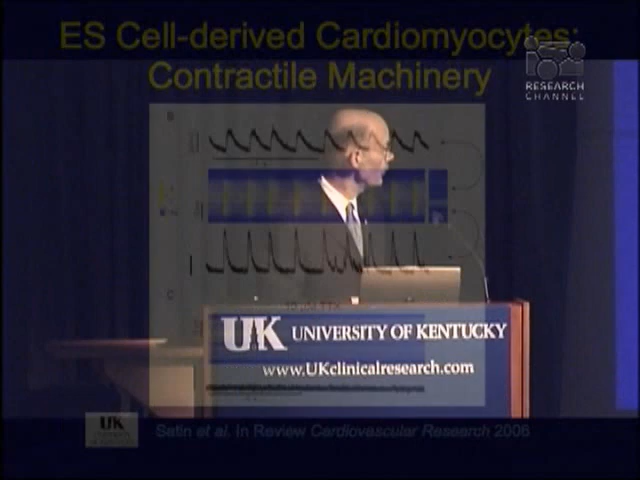 ES Cell-derived Cardiomyocytes:
Contractile Machinery
RESEARCH
CHANNEL
B
C
UK UNIVERSITY OF KENTUCKY
www.UKclinicalresearch.com
UK
Satin et al. In Review Cardiovascular Research 2006